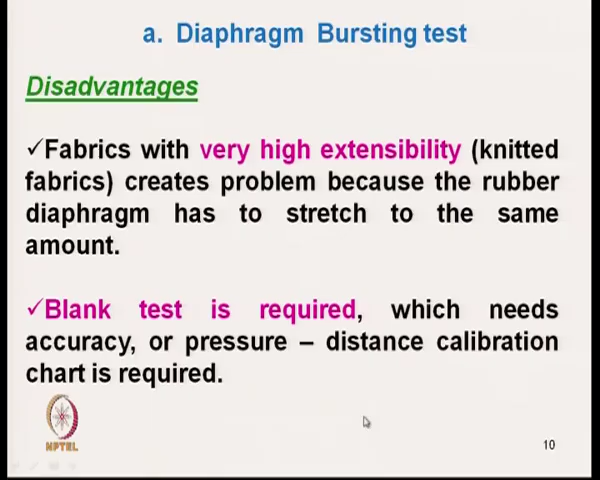 a. Diaphragm Bursting test
Disadvantages
✓Fabrics with very high extensibility (knitted
fabrics) creates problem because the rubber
diaphragm has to stretch to the same
amount.
✓Blank test is required, which needs
accuracy, or pressure – distance calibration
chart is required.
NPTEL
10